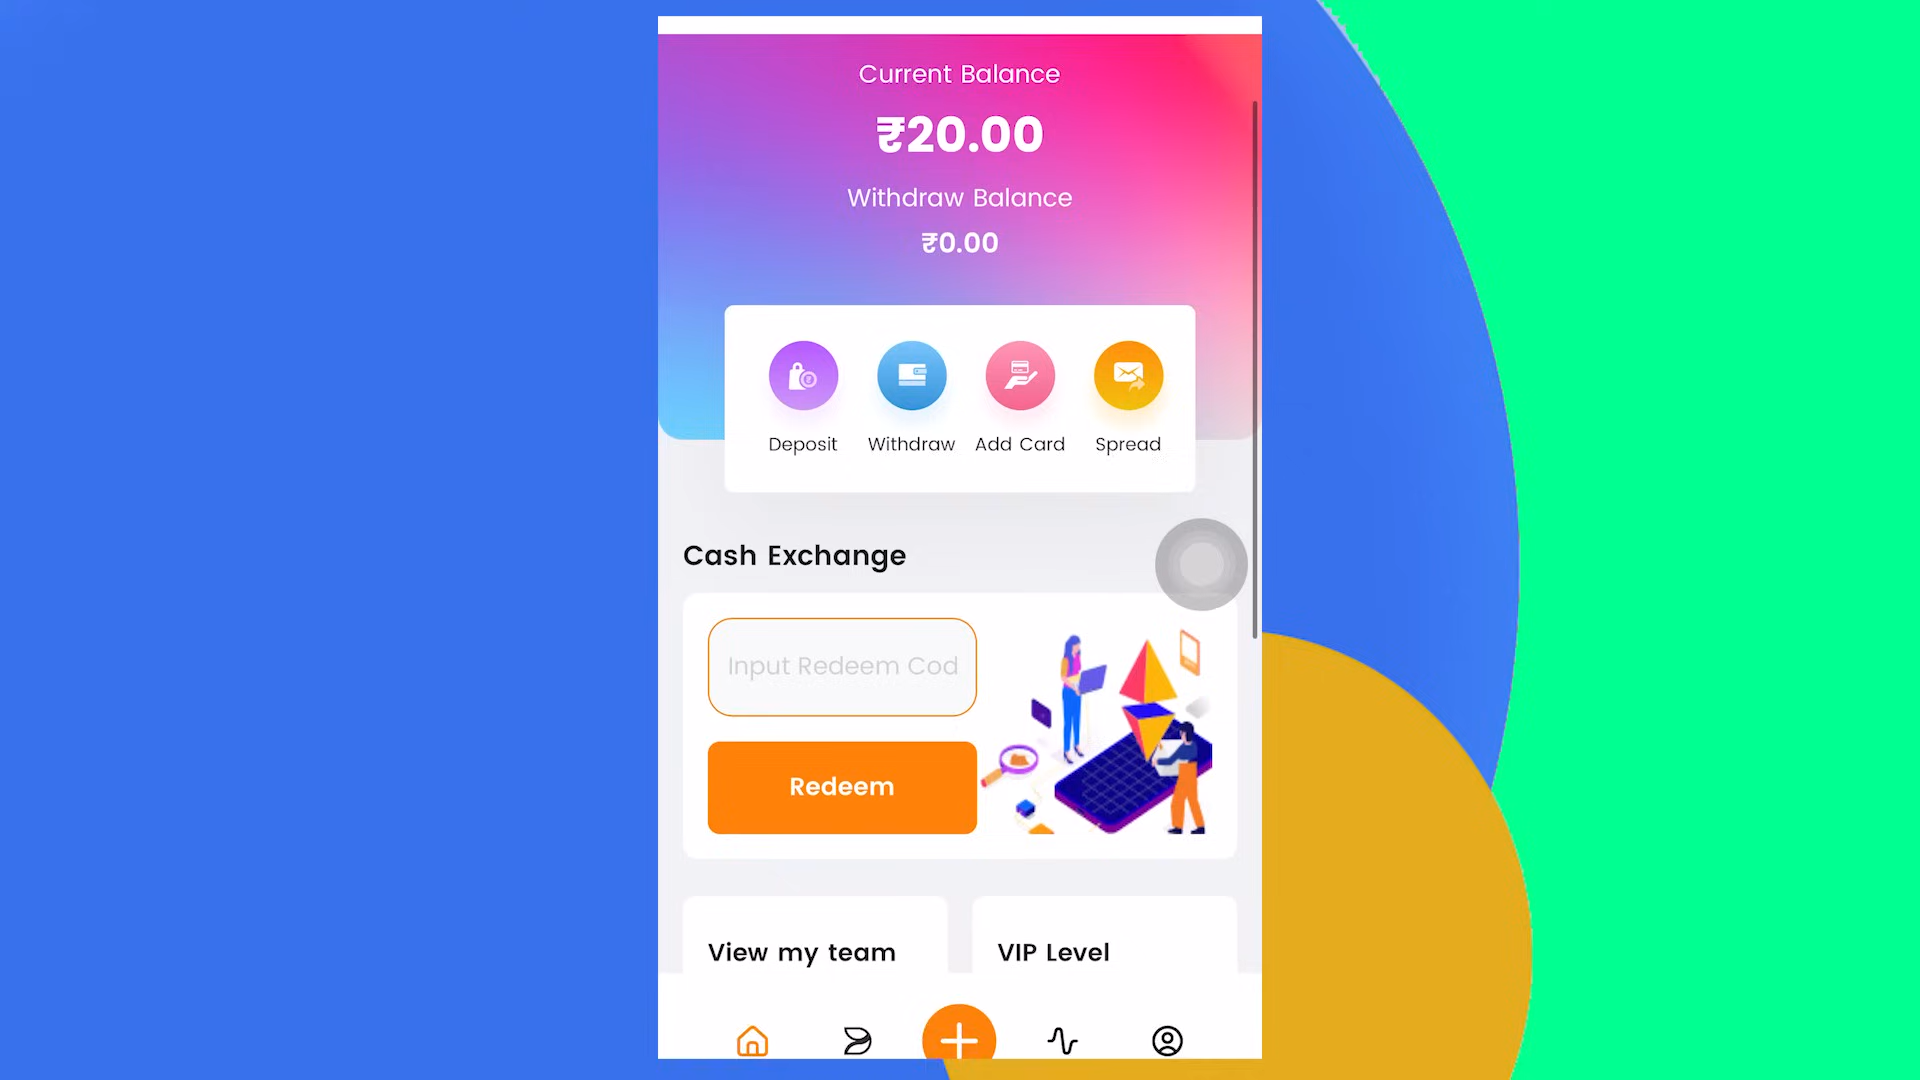 Current Balance
₹20.00
Withdraw Balance
₹0.00
Deposit Withdraw Add Card Spread
Cash Exchange
Input Redeem Cod
Redeem
View my team VIP Level